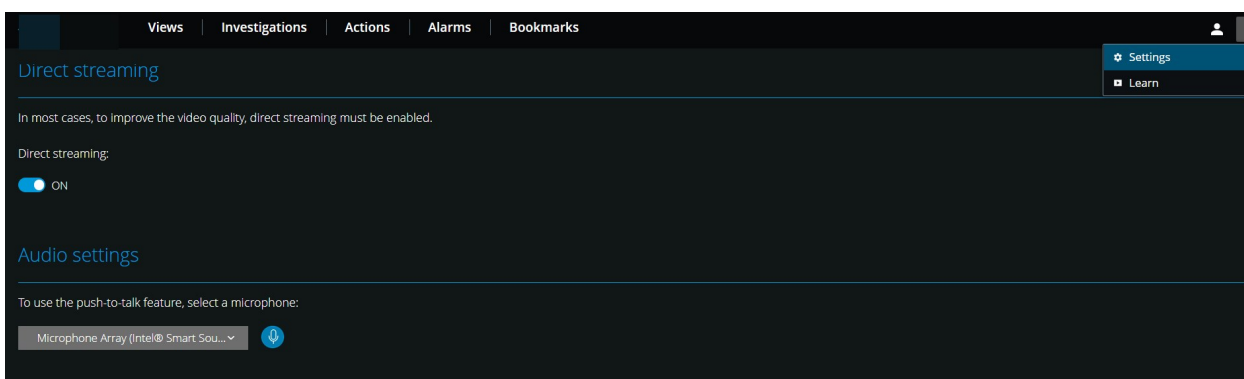 Views Investigations Actions Alarms Bookmarks
Settings
Learn
Direct streaming
In most cases, to improve the video quality, direct streaming must be enabled.
Direct streaming:
ON
Audio settings
To use the push-to-talk feature, select a microphone:
Microphone Array (Intel® Smart Sou...